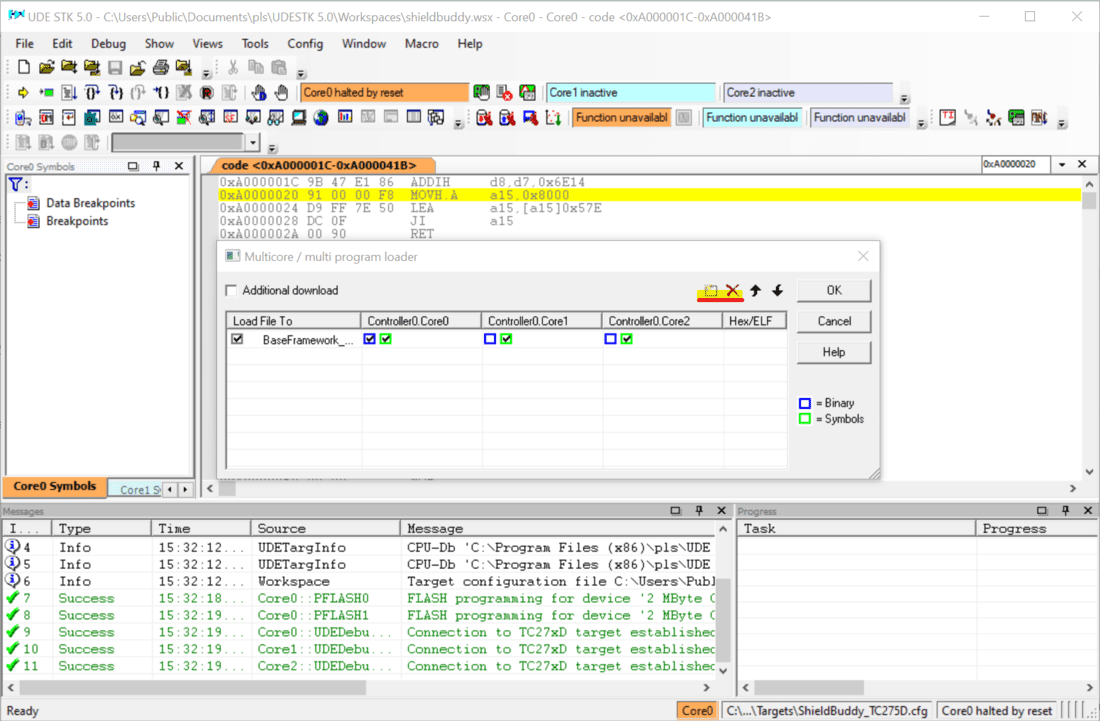 UDE STK 5.0 - C:\Users\Public\Documents\pls\UDESTK 5.0\Workspaces\shieldbuddy.wsx - Core0 - Core0 - code <0xA000001C-0xA000041B>
File Edit Debug Show Views Tools Config Window Macro Help
Core0 halted by reset Core1 inactive Core2 inactive
Function unavailabl Function unavailabl Function unavailabl
Core0 Symbols
code <0xA000001C-0xA000041B> 0xA0000020
Data Breakpoints
Breakpoints
0xA000001C 9B 47 E1 86 ADDIH d8,d7,0x6E14
0xA0000020 91 00 00 F8 MOVH.A a15,0x8000
0xA0000024 D9 FF 7E 50 LEA a15,[a15]0x57E
0xA0000028 DC 0F JI a15
0xA000002A 00 90 RET
Multicore / multi program loader
Additional download
OK
Load File To Controller0.Core0 Controller0.Core1 Controller0.Core2 Hex/ELF
Cancel
BaseFramework_...
Help
= Binary
= Symbols
Core0 Symbols Core1 S
Messages
I... Type Time Source Message
4 Info 15:32:12... UDETargInfo CPU-Db 'C:\Program Files (x86)\pls\UDE
5 Info 15:32:12... UDETargInfo CPU-Db 'C:\Program Files (x86)\pls\UDE
6 Info 15:32:12... Workspace Target configuration file C:\Users\Publ
7 Success 15:32:18... Core0::PFLASH0 FLASH programming for device '2 MByte
8 Success 15:32:19... Core0::PFLASH1 FLASH programming for device '2 MByte
9 Success 15:32:19... Core0::UDEDebu... Connection to TC27xD target established
10 Success 15:32:19... Core1::UDEDebu... Connection to TC27xD target established
11 Success 15:32:19... Core2::UDEDebu... Connection to TC27xD target established
Progress
Task Progress
Ready Core0 C:\...\Targets\ShieldBuddy_TC275D.cfg Core0 halted by reset